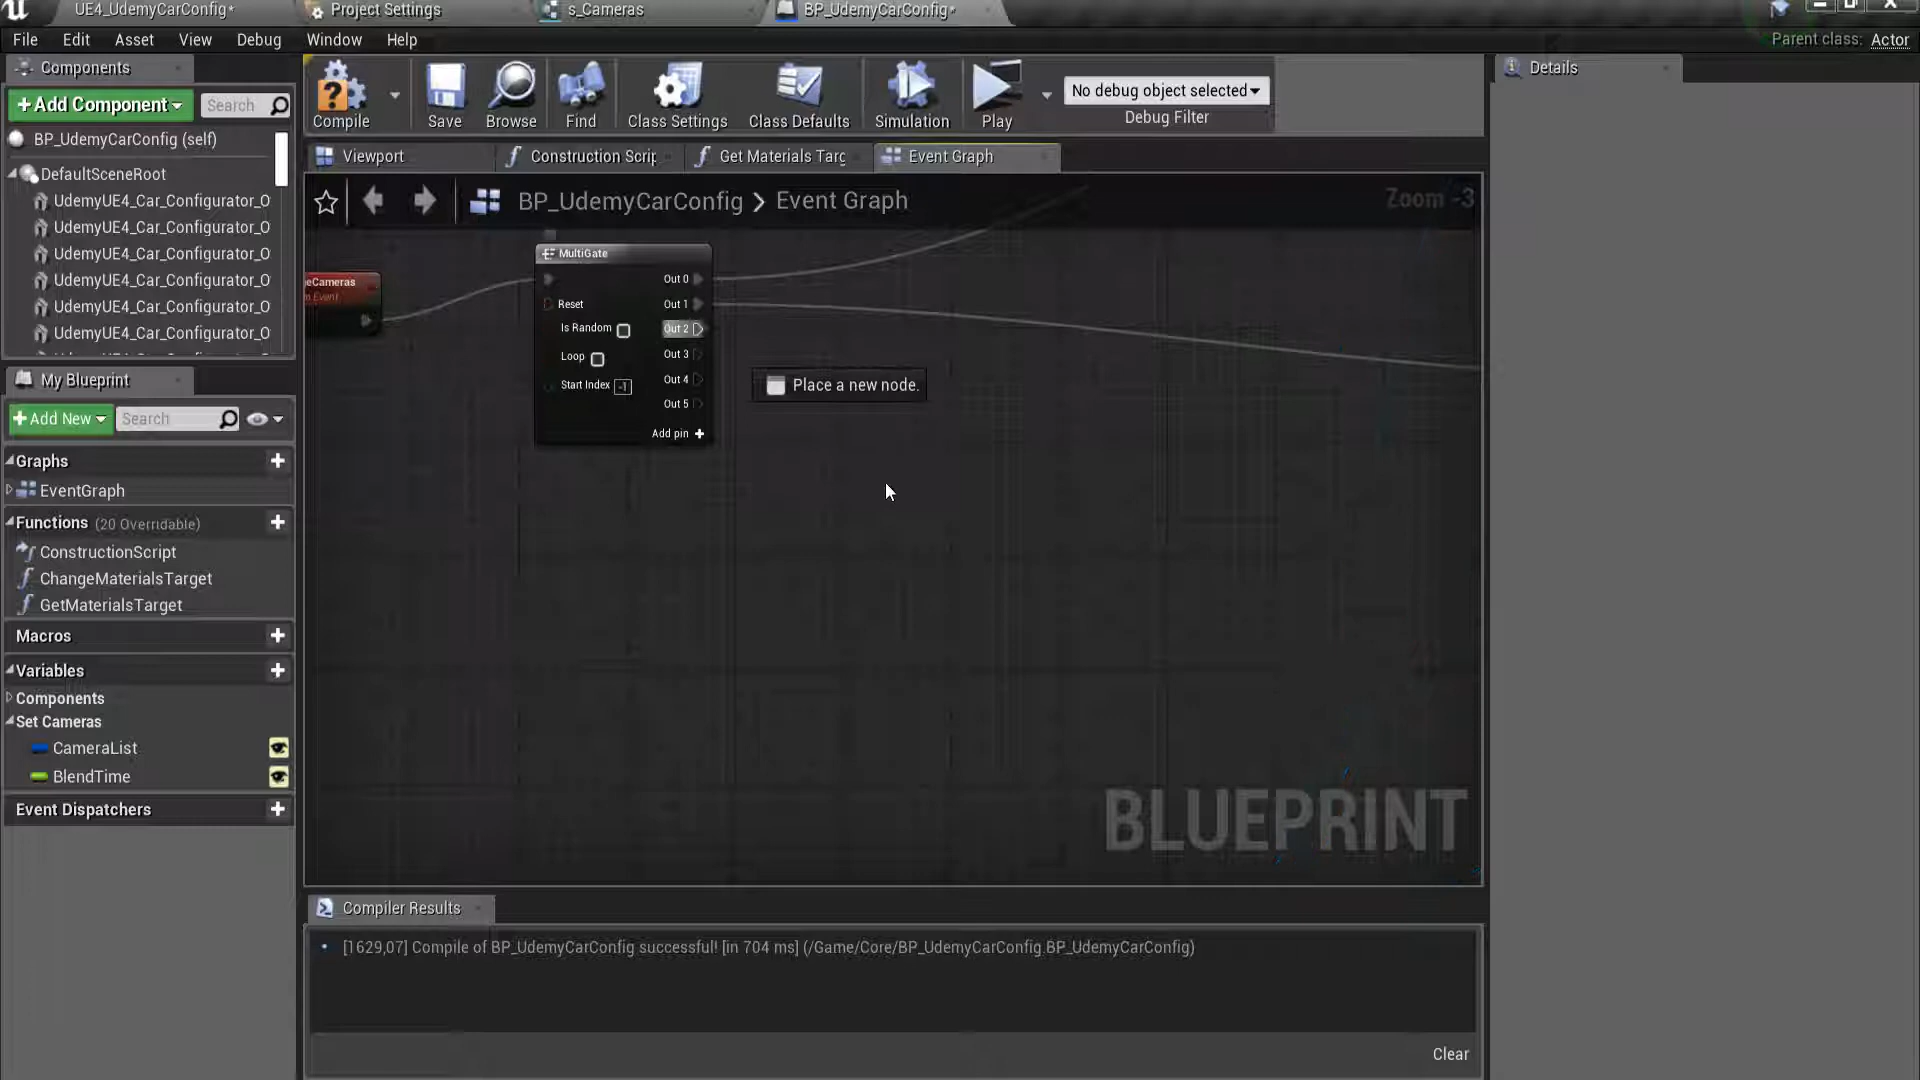 UE4_UdemyCarConfig*
Project Settings
s_Cameras
BP_UdemyCarConfig*
File
Edit
Asset
View
Debug
Window
Help
Parent class: Actor
Components
+Add Component
Search
BP_UdemyCarConfig (self)
DefaultSceneRoot
UdemyUE4_Car_Configurator_O
UdemyUE4_Car_Configurator_O
UdemyUE4_Car_Configurator_O
UdemyUE4_Car_Configurator_O
UdemyUE4_Car_Configurator_O
UdemyUE4_Car_Configurator_O
Compile
Save
Browse
Find
Class Settings
Class Defaults
Simulation
Play
No debug object selected
Debug Filter
Details
Viewport
Construction Scrip
Get Materials Targ
Event Graph
BP_UdemyCarConfig > Event Graph
Zoom -3
eCameras
m Event
MultiGate
Out 0
Reset
Out 1
Is Random
Out 2
Loop
Out 3
Start Index -1
Out 4
Out 5
Add pin +
Place a new node.
BLUEPRINT
My Blueprint
+Add New
Search
Graphs
EventGraph
Functions (20 Overridable)
ConstructionScript
ChangeMaterialsTarget
GetMaterialsTarget
Macros
Variables
Components
Set Cameras
CameraList
BlendTime
Event Dispatchers
Compiler Results
[1629,07] Compile of BP_UdemyCarConfig successful! [in 704 ms] (/Game/Core/BP_UdemyCarConfig.BP_UdemyCarConfig)
Clear